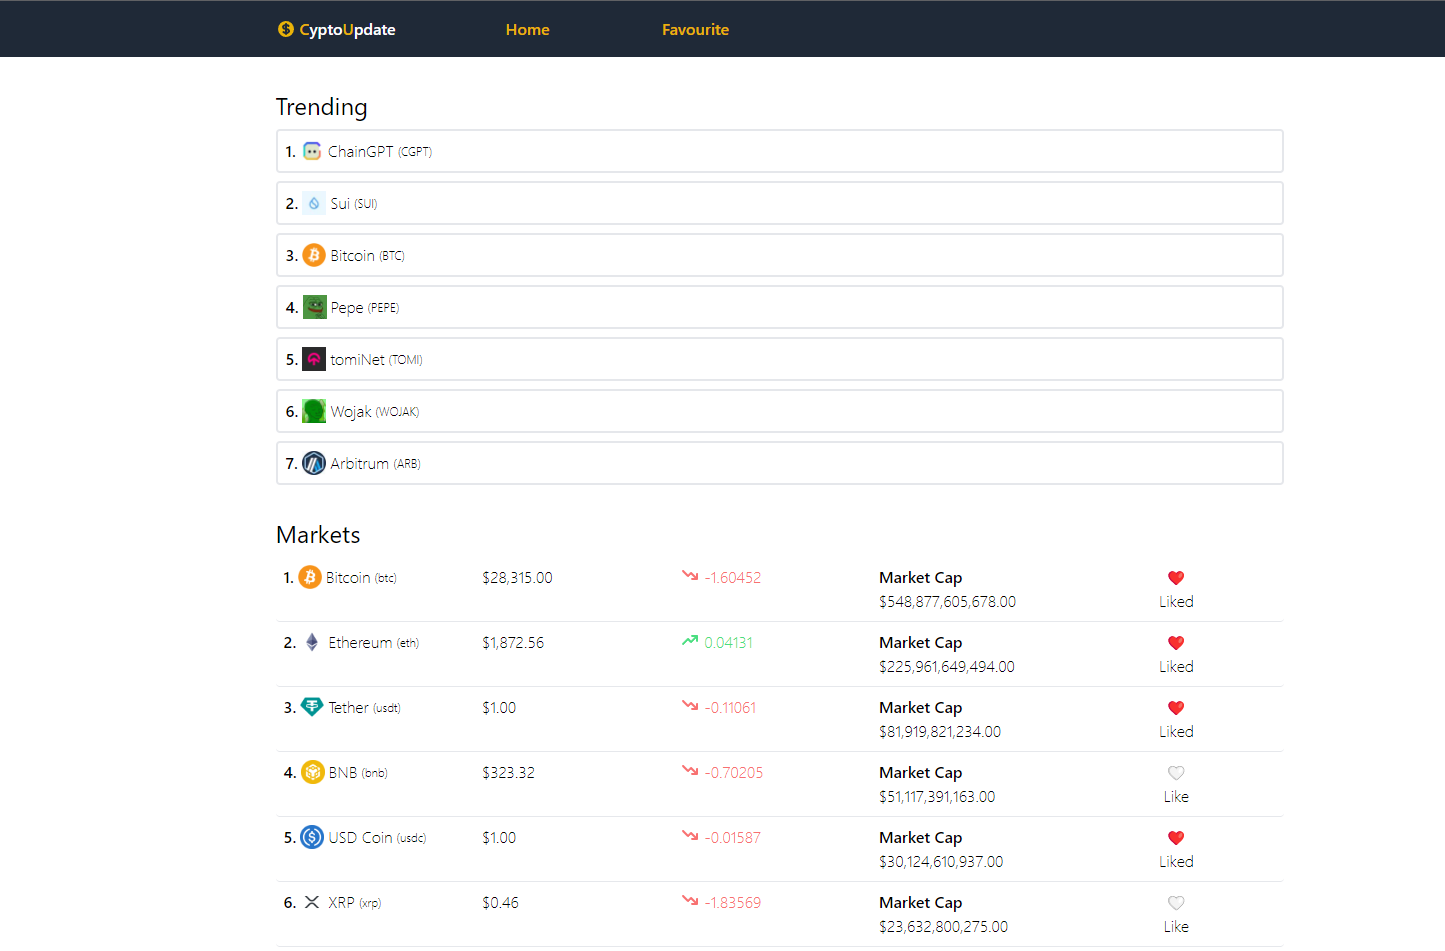 CyptoUpdate Home Favourite
Trending
1. ChainGPT (CGPT)
2. Sui (SUI)
3. Bitcoin (BTC)
4. Pepe (PEPE)
5. tomiNet (TOMI)
6. Wojak (WOJAK)
7. Arbitrum (ARB)
Markets
1. Bitcoin (btc) $28,315.00 -1.60452 Market Cap
$548,877,605,678.00 Liked
2. Ethereum (eth) $1,872.56 0.04131 Market Cap
$225,961,649,494.00 Liked
3. Tether (usdt) $1.00 -0.11061 Market Cap
$81,919,821,234.00 Liked
4. BNB (bnb) $323.32 -0.70205 Market Cap
$51,117,391,163.00 Like
5. USD Coin (usdc) $1.00 -0.01587 Market Cap
$30,124,610,937.00 Liked
6. XRP (xrp) $0.46 -1.83569 Market Cap
$23,632,800,275.00 Like